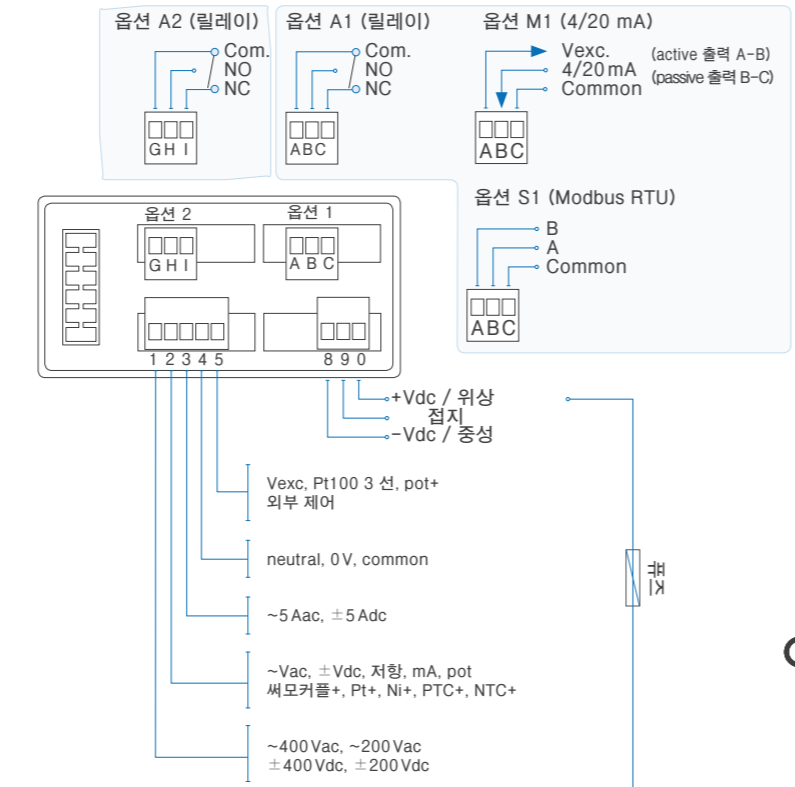 옵션 A2 (릴레이)
Com.
NO
NC
G H I
옵션 A1 (릴레이)
Com.
NO
NC
ABC
옵션 M1 (4/20 mA)
Vexc. (active 출력 A-B)
4/20 mA (passive 출력 B-C)
Common
ABC
옵션 S1 (Modbus RTU)
B
A
Common
ABC
옵션 2
옵션 1
G H I
A B C
1 2 3 4 5
8 9 0
+Vdc / 위상
접지
-Vdc / 중성
Vexc, Pt100 3 선, pot+
외부 제어
neutral, 0V, common
~5 Aac, ±5 Adc
~Vac, ±Vdc, 저항, mA, pot
써모커플+, Pt+, Ni+, PTC+, NTC+
~400 Vac, ~200 Vac
±400 Vdc, ±200 Vdc
퓨즈